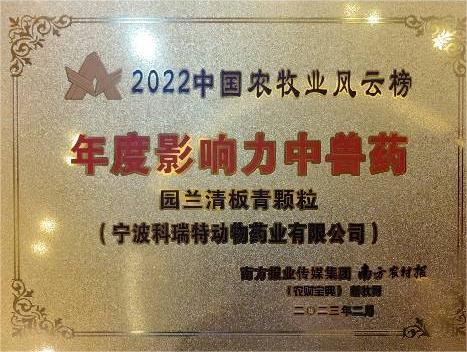 2022中国农牧业风云榜
年度影响力中兽药
园兰清板青颗粒
(宁波科瑞特动物药业有限公司)
南方报业传媒集团 南方农村报
《农财宝典》新牧网
二〇二三年二月